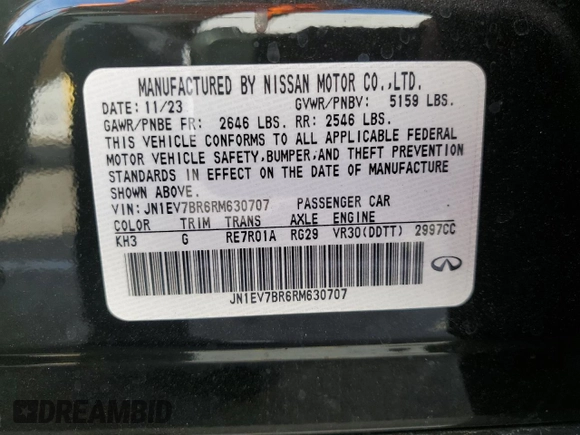 MANUFACTURED BY NISSAN MOTOR CO.,LTD.
DATE: 11/23 GVWR/PNBV: 5159 LBS.
GAWR/PNBE FR: 2646 LBS. RR: 2546 LBS.
THIS VEHICLE CONFORMS TO ALL APPLICABLE FEDERAL
MOTOR VEHICLE SAFETY,BUMPER,AND THEFT PREVENTION
STANDARDS IN EFFECT ON THE DATE OF MANUFACTURE
SHOWN ABOVE.
VIN: JN1EV7BR6RM630707 PASSENGER CAR
COLOR TRIM TRANS AXLE ENGINE
KH3 G RE7R01A RG29 VR30(DDTT) 2997CC
JN1EV7BR6RM630707
DREAMBID